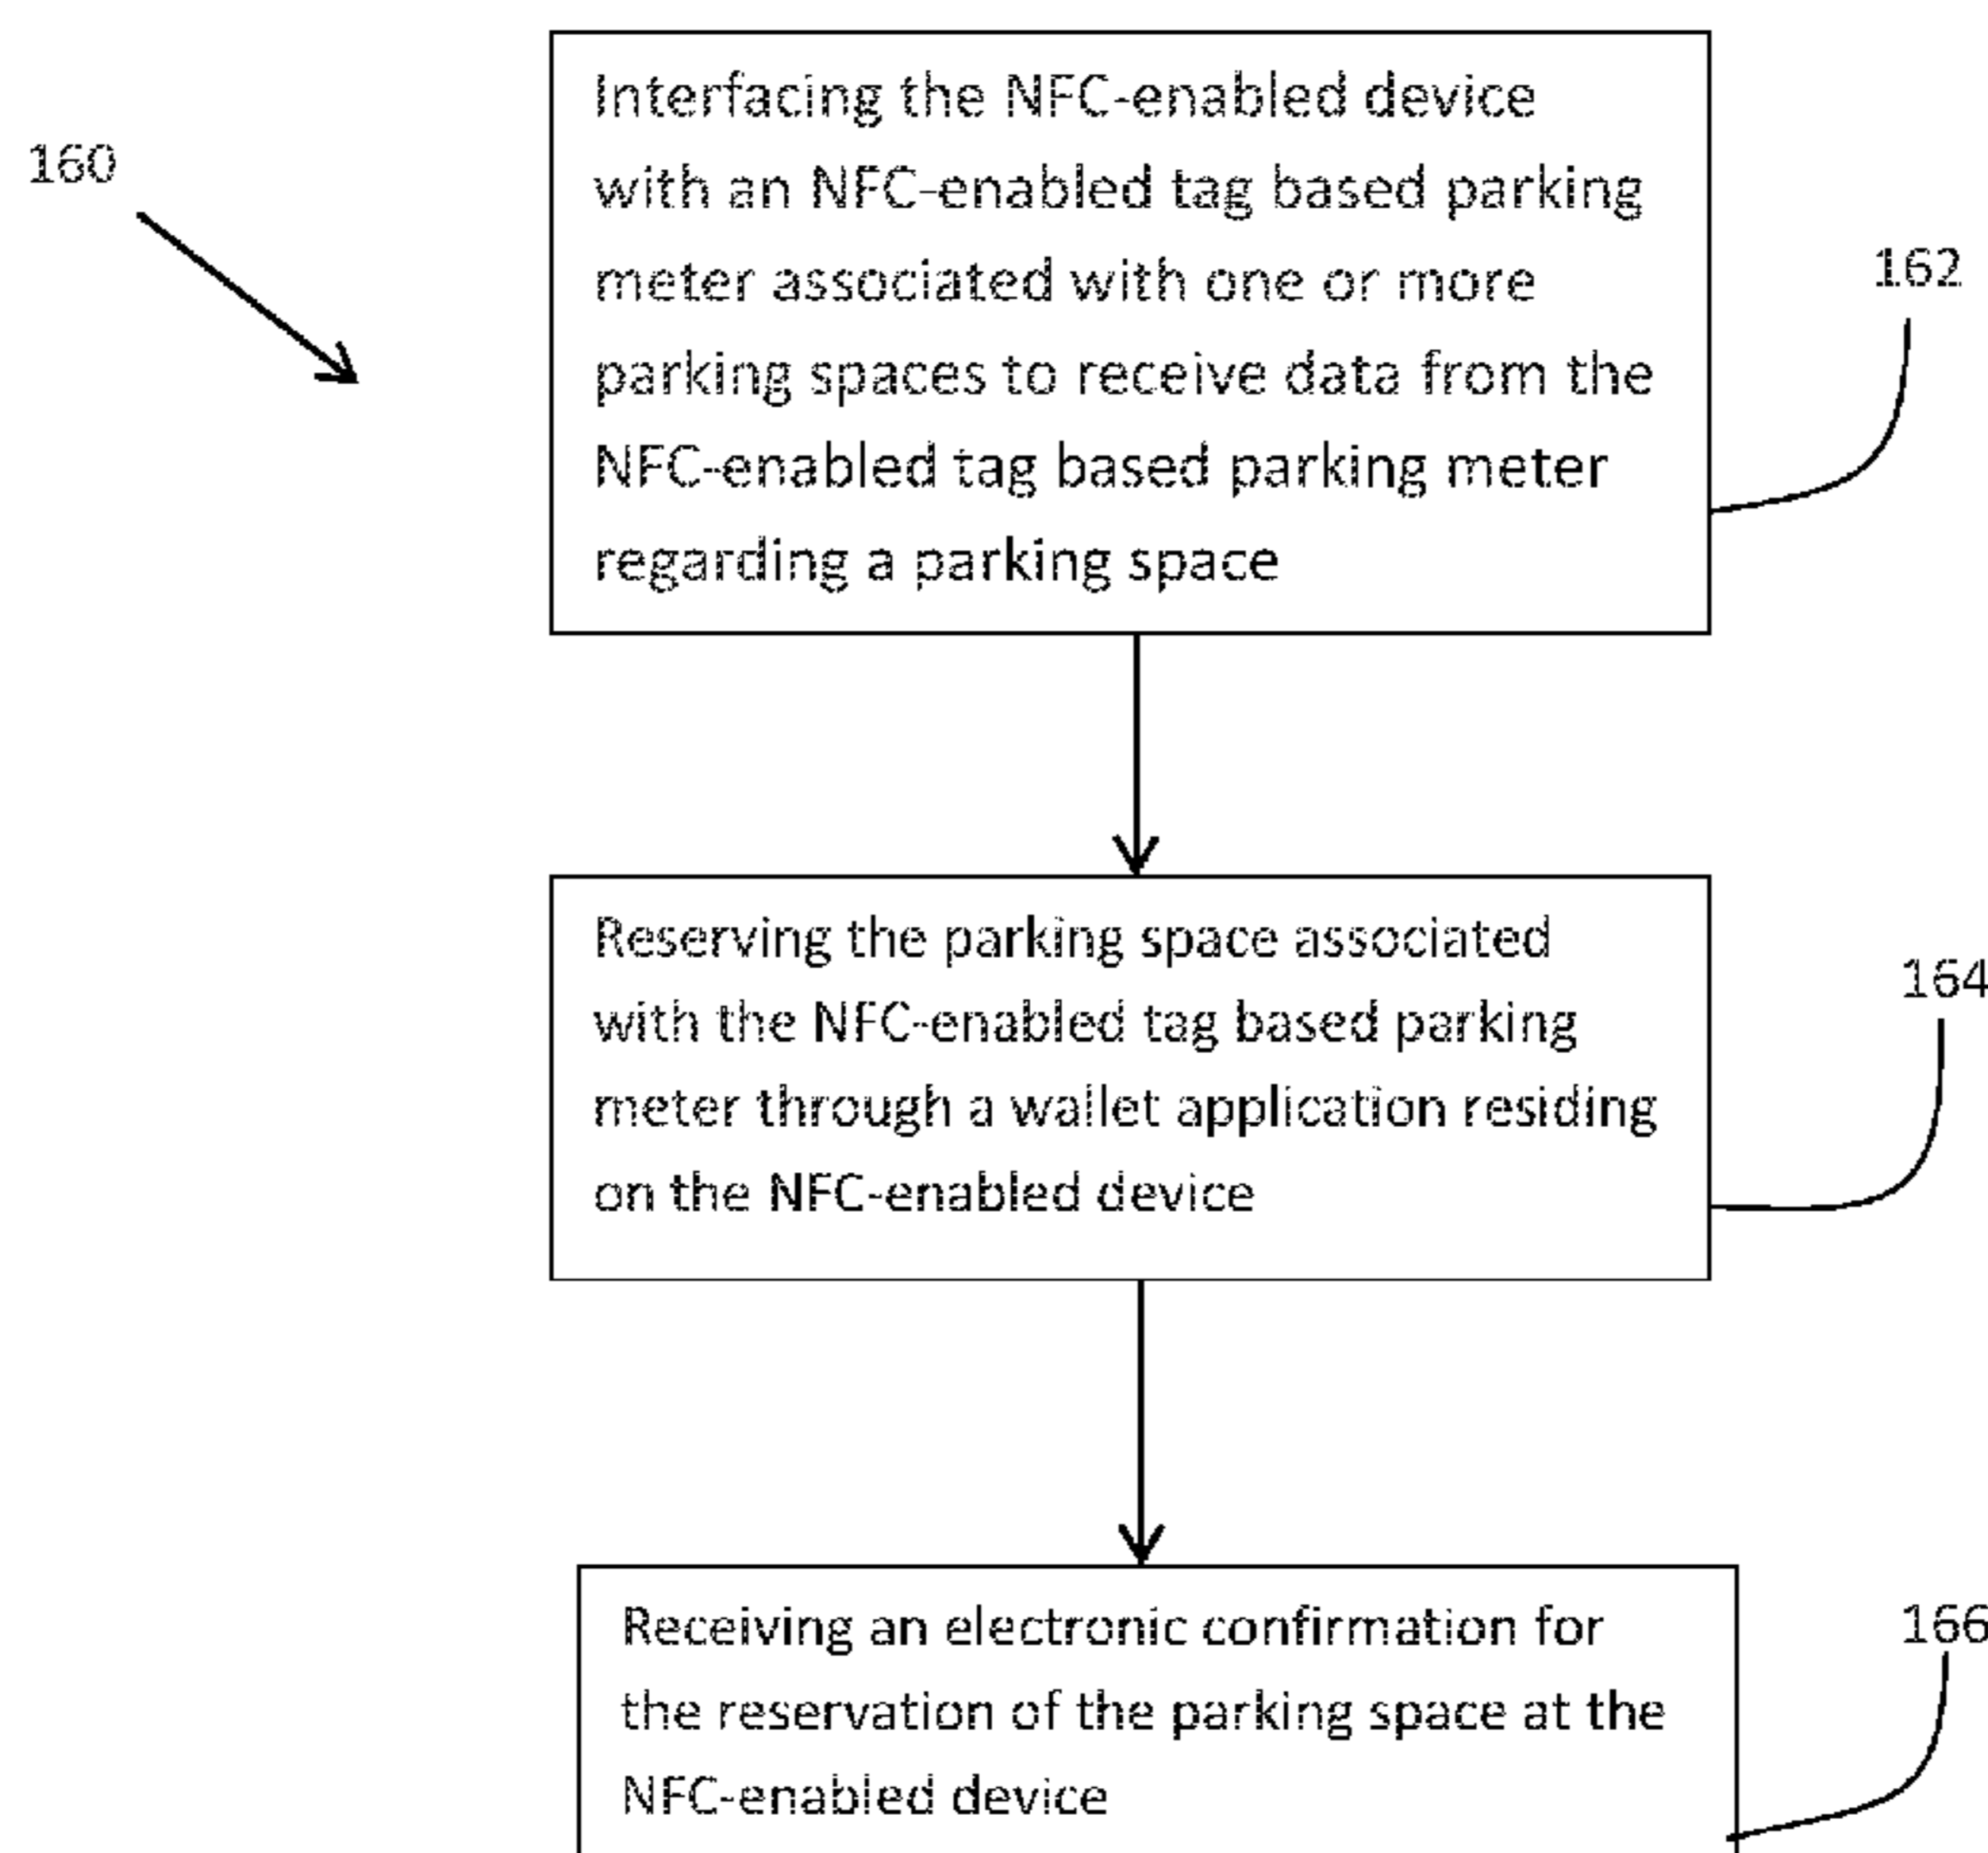 160
Interfacing the NFC-enabled device
with an NFC-enabled tag based parking
meter associated with one or more
parking spaces to receive data from the
NFC-enabled tag based parking meter
regarding a parking space
162
Reserving the parking space associated
with the NFC-enabled tag based parking
meter through a wallet application residing
on the NFC-enabled device
164
Receiving an electronic confirmation for
the reservation of the parking space at the
NFC-enabled device
166